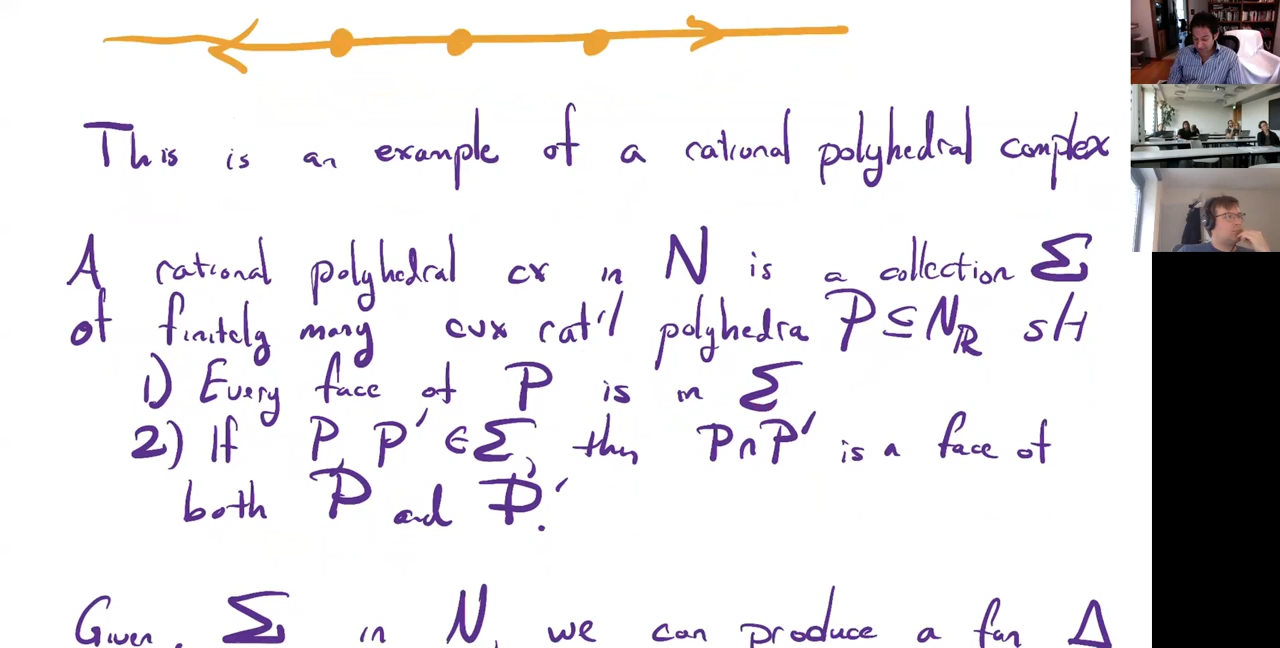 This is an example of a rational polyhedral complex
A rational polyhedral cx in N is a collection Σ
of finitely many cvx rat'l polyhedra P ⊆ N_ℝ st
1) Every face of P is in Σ
2) If P, P' ∈ Σ, then P ∩ P' is a face of
both P and P'.
Given Σ in N, we can produce a fan Δ